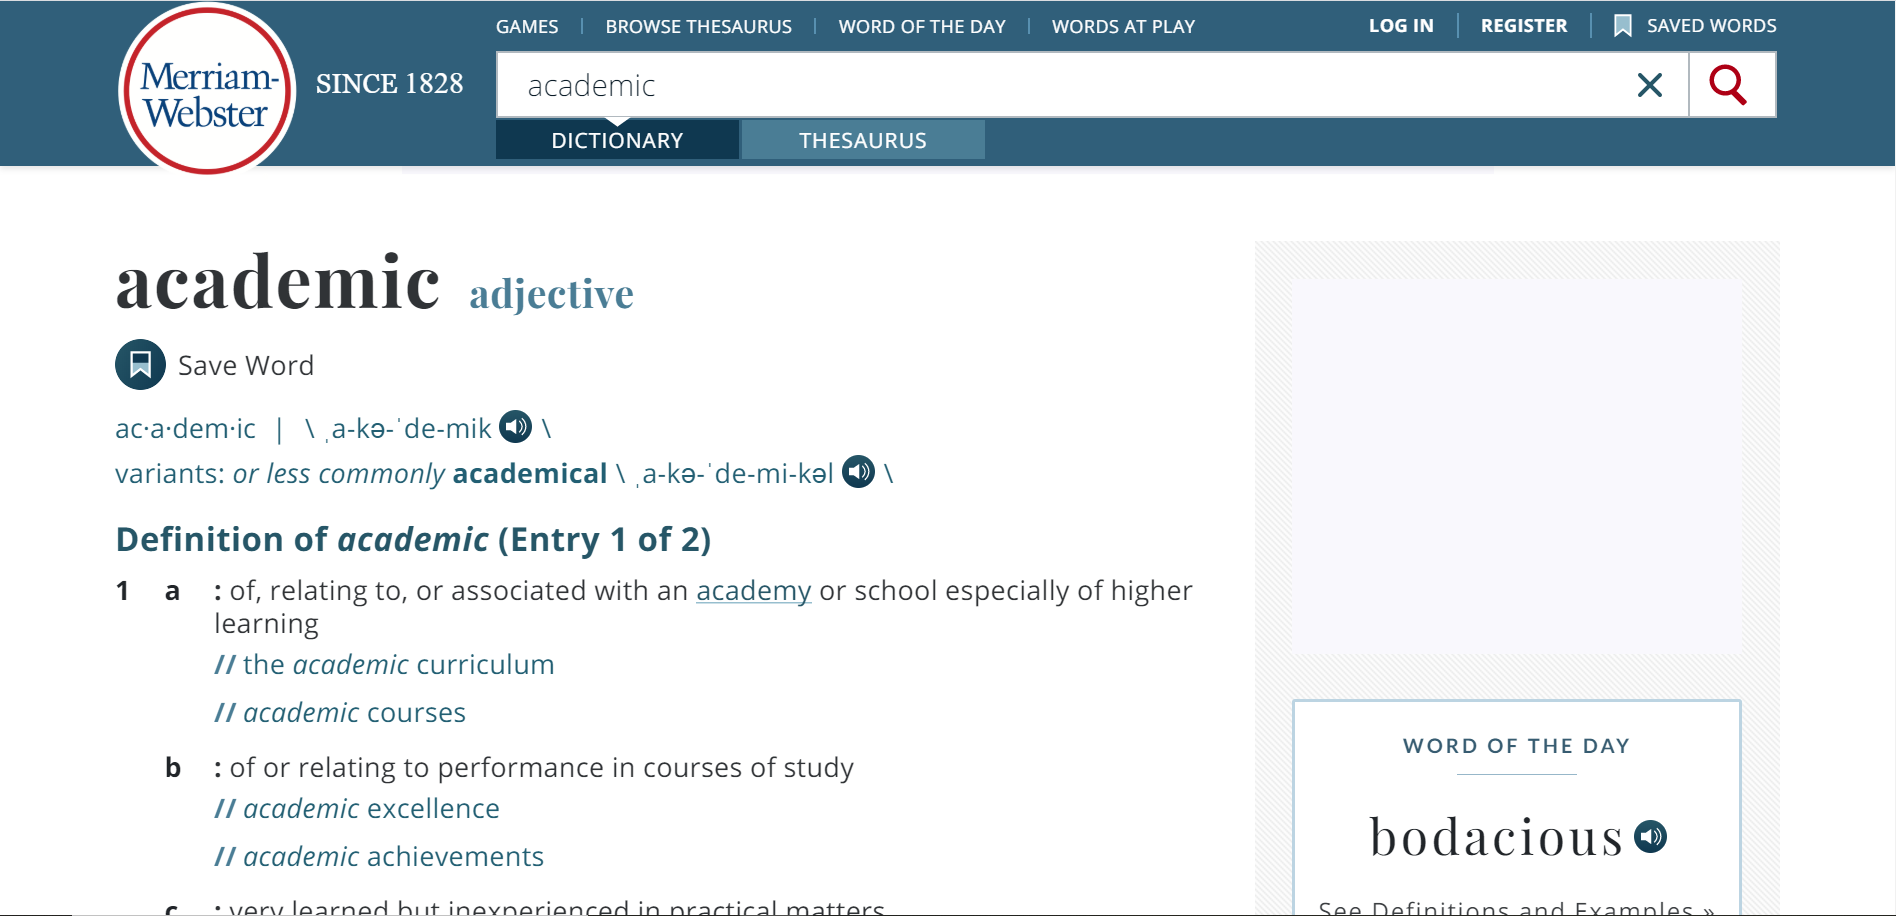 GAMES | BROWSE THESAURUS | WORD OF THE DAY | WORDS AT PLAY
LOG IN | REGISTER | SAVED WORDS
Merriam-
Webster
SINCE 1828
academic
DICTIONARY
THESAURUS
academic adjective
Save Word
ac·a·dem·ic | \ ˌa-kə-ˈde-mik \
variants: or less commonly academical \ ˌa-kə-ˈde-mi-kəl \
Definition of academic (Entry 1 of 2)
1 a : of, relating to, or associated with an academy or school especially of higher
learning
// the academic curriculum
// academic courses
b : of or relating to performance in courses of study
// academic excellence
// academic achievements
c : very learned but inexperienced in practical matters
WORD OF THE DAY
bodacious
See Definitions and Examples »